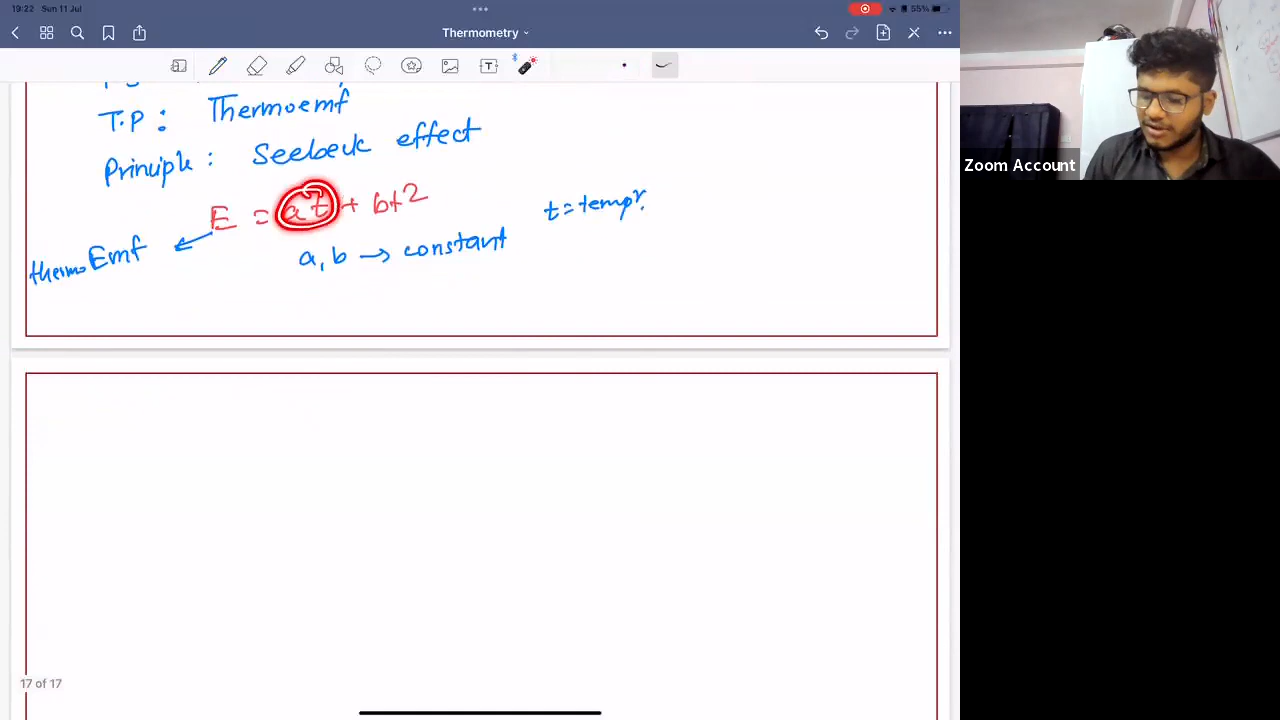 19:22 Sun 11 Jul
55%
Thermometry
T.P : Thermoemf
Principle : Seebeck effect
E = at + bt²
t = tempr.
thermo Emf
a, b → constant
17 of 17
Zoom Account